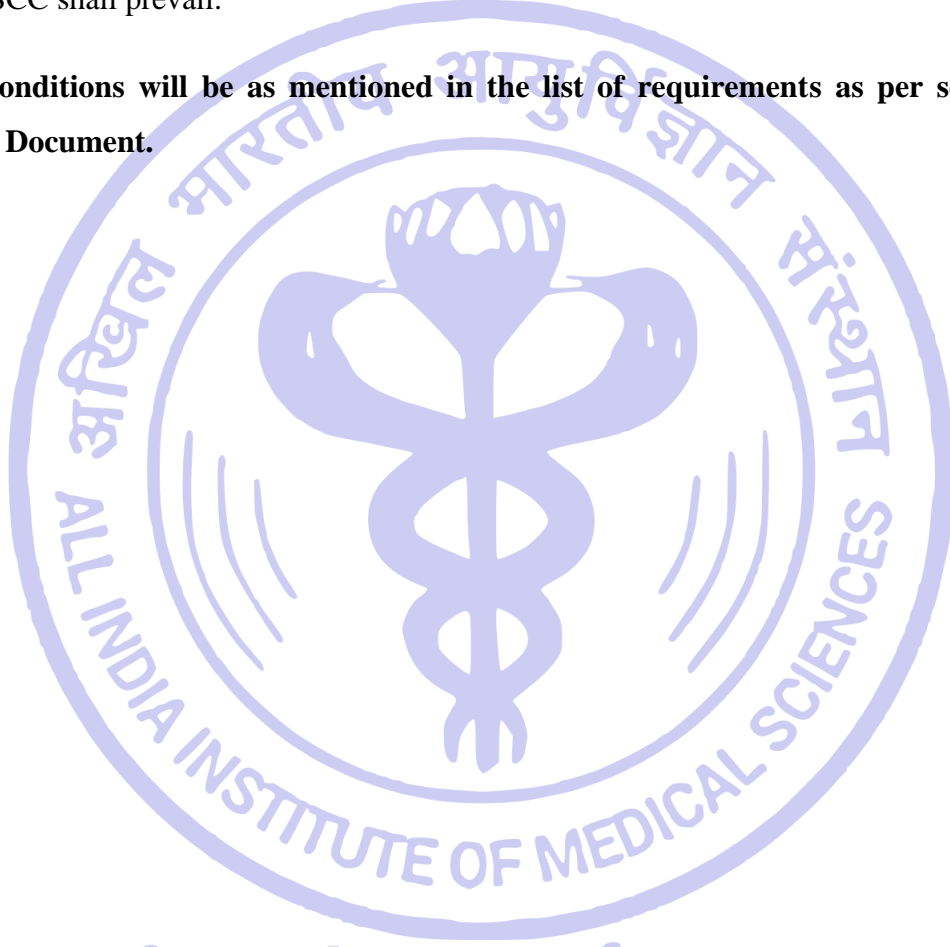 SCC shall prevail.
onditions will be as mentioned in the list of requirements as per s
Document.
अखिल भारतीय आयुर्विज्ञान संस्थान
ALL INDIA INSTITUTE OF MEDICAL SCIENCES